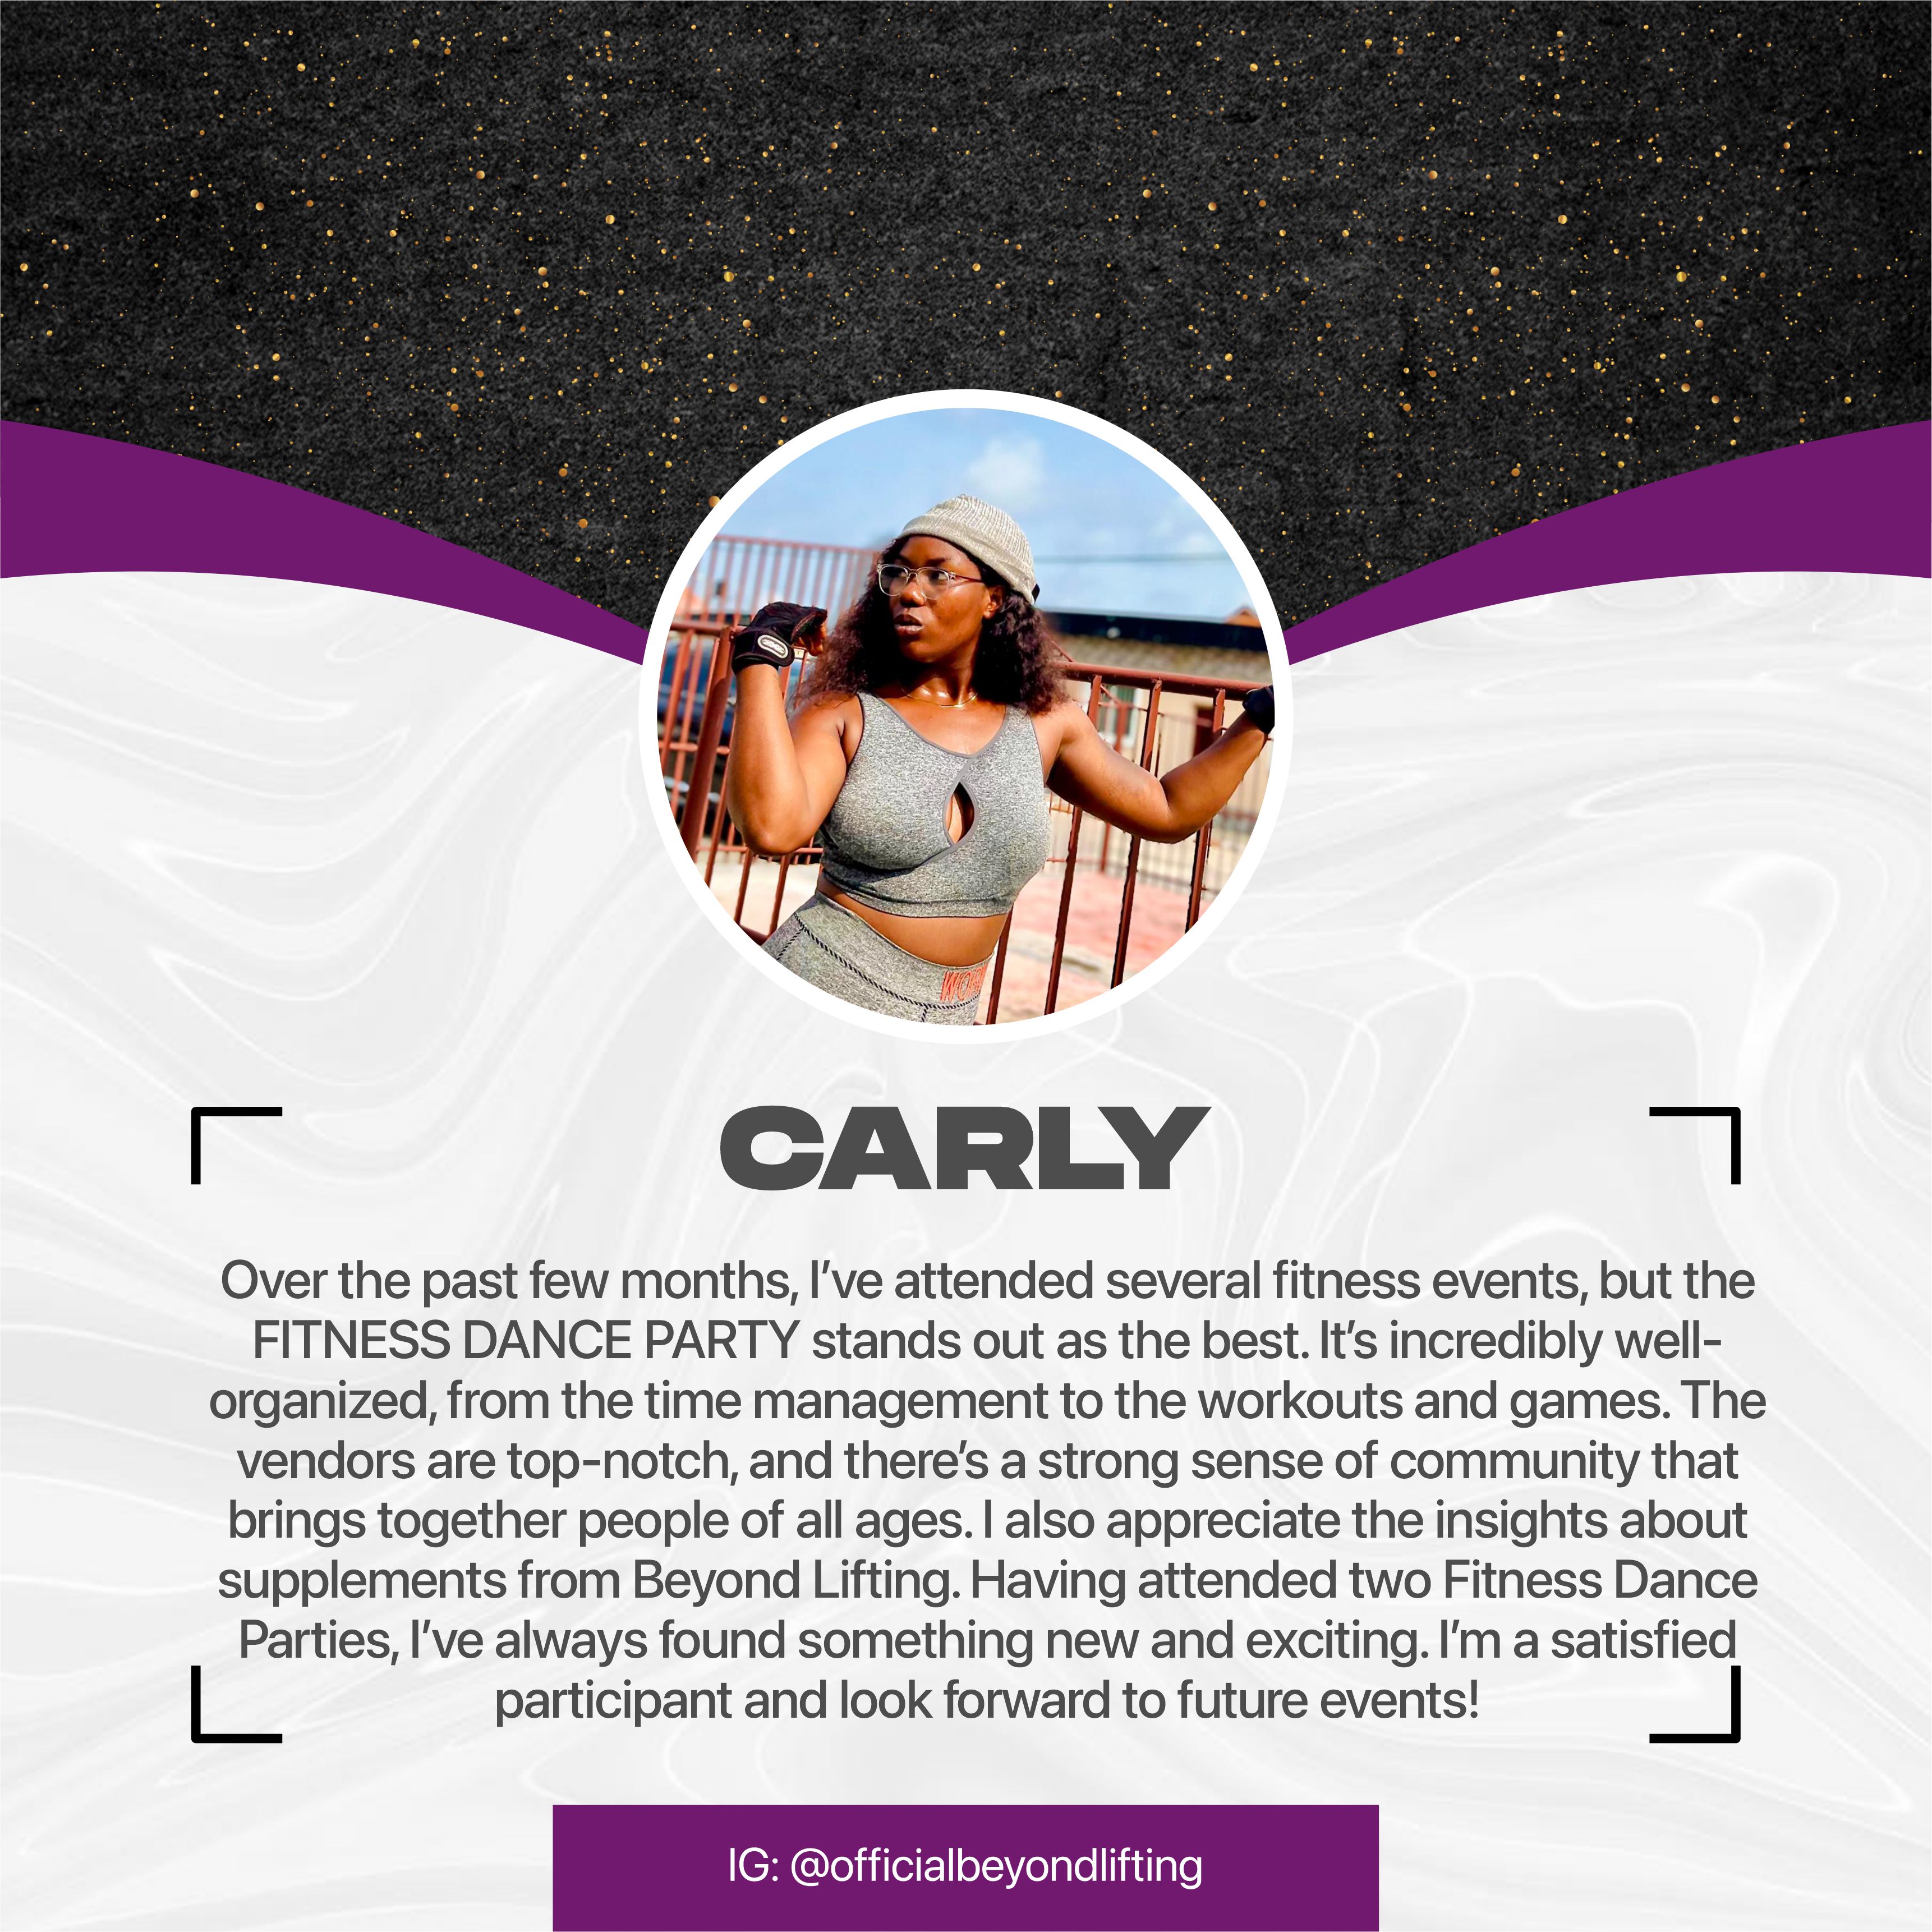 CARLY
Over the past few months, I've attended several fitness events, but the
FITNESS DANCE PARTY stands out as the best. It's incredibly well-
organized, from the time management to the workouts and games. The
vendors are top-notch, and there's a strong sense of community that
brings together people of all ages. I also appreciate the insights about
supplements from Beyond Lifting. Having attended two Fitness Dance
Parties, I've always found something new and exciting. I'm a satisfied
participant and look forward to future events!
IG: @officialbeyondlifting